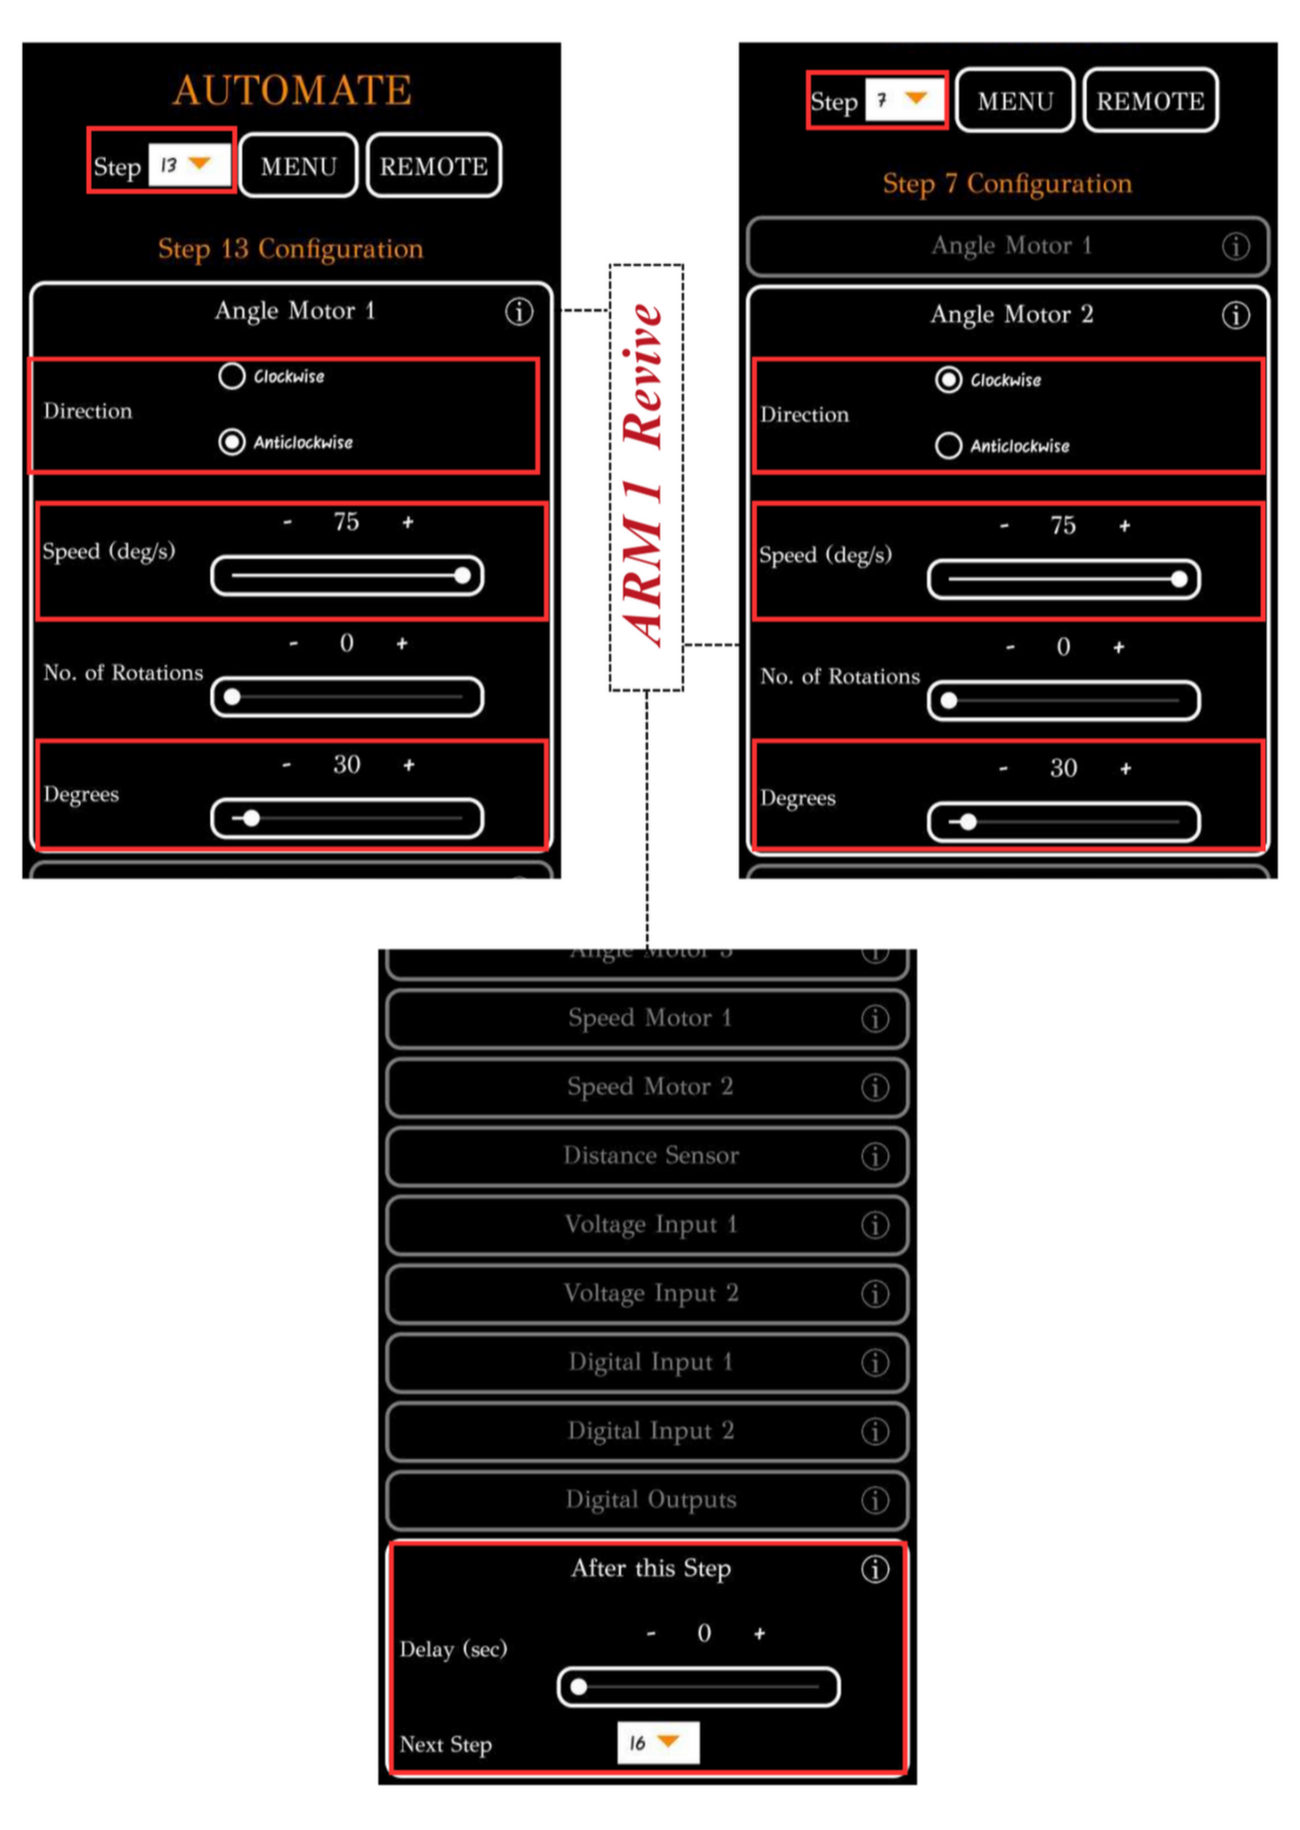 AUTOMATE
Step 13 MENU REMOTE
Step 13 Configuration
Angle Motor 1
Direction
Clockwise
Anticlockwise
Speed (deg/s)
- 75 +
No. of Rotations
- 0 +
Degrees
- 30 +
ARM 1 Revive
Step 7 MENU REMOTE
Step 7 Configuration
Angle Motor 1
Angle Motor 2
Direction
Clockwise
Anticlockwise
Speed (deg/s)
- 75 +
No. of Rotations
- 0 +
Degrees
- 30 +
Angle Motor 3
Speed Motor 1
Speed Motor 2
Distance Sensor
Voltage Input 1
Voltage Input 2
Digital Input 1
Digital Input 2
Digital Outputs
After this Step
Delay (sec)
- 0 +
Next Step 16